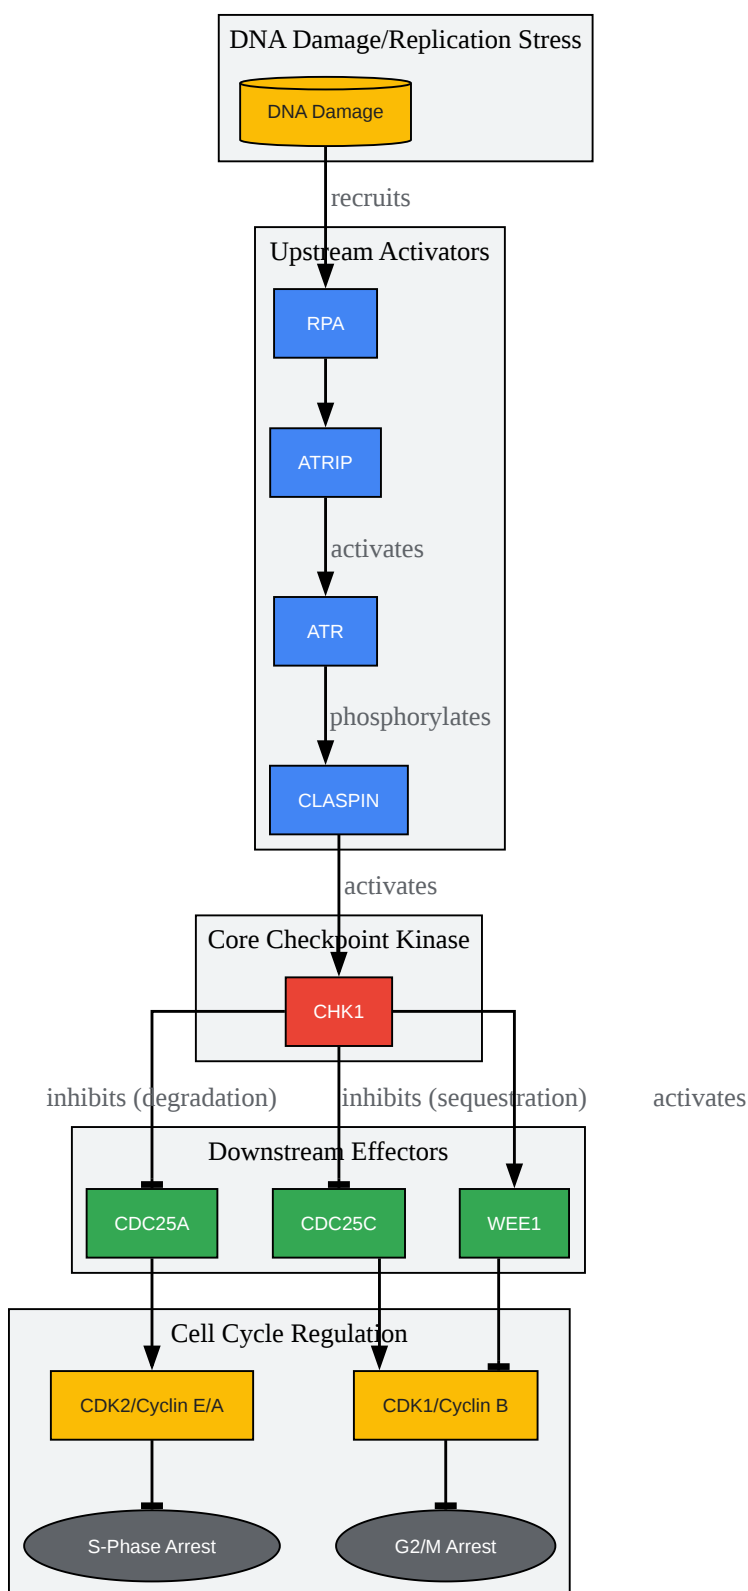 DNA Damage/Replication Stress
DNA Damage
recruits
Upstream Activators
RPA
ATRIP
activates
ATR
phosphorylates
CLASPIN
activates
Core Checkpoint Kinase
CHK1
inhibits (degradation)
inhibits (sequestration)
activates
Downstream Effectors
CDC25A
CDC25C
WEE1
Cell Cycle Regulation
CDK2/Cyclin E/A
CDK1/Cyclin B
S-Phase Arrest
G2/M Arrest